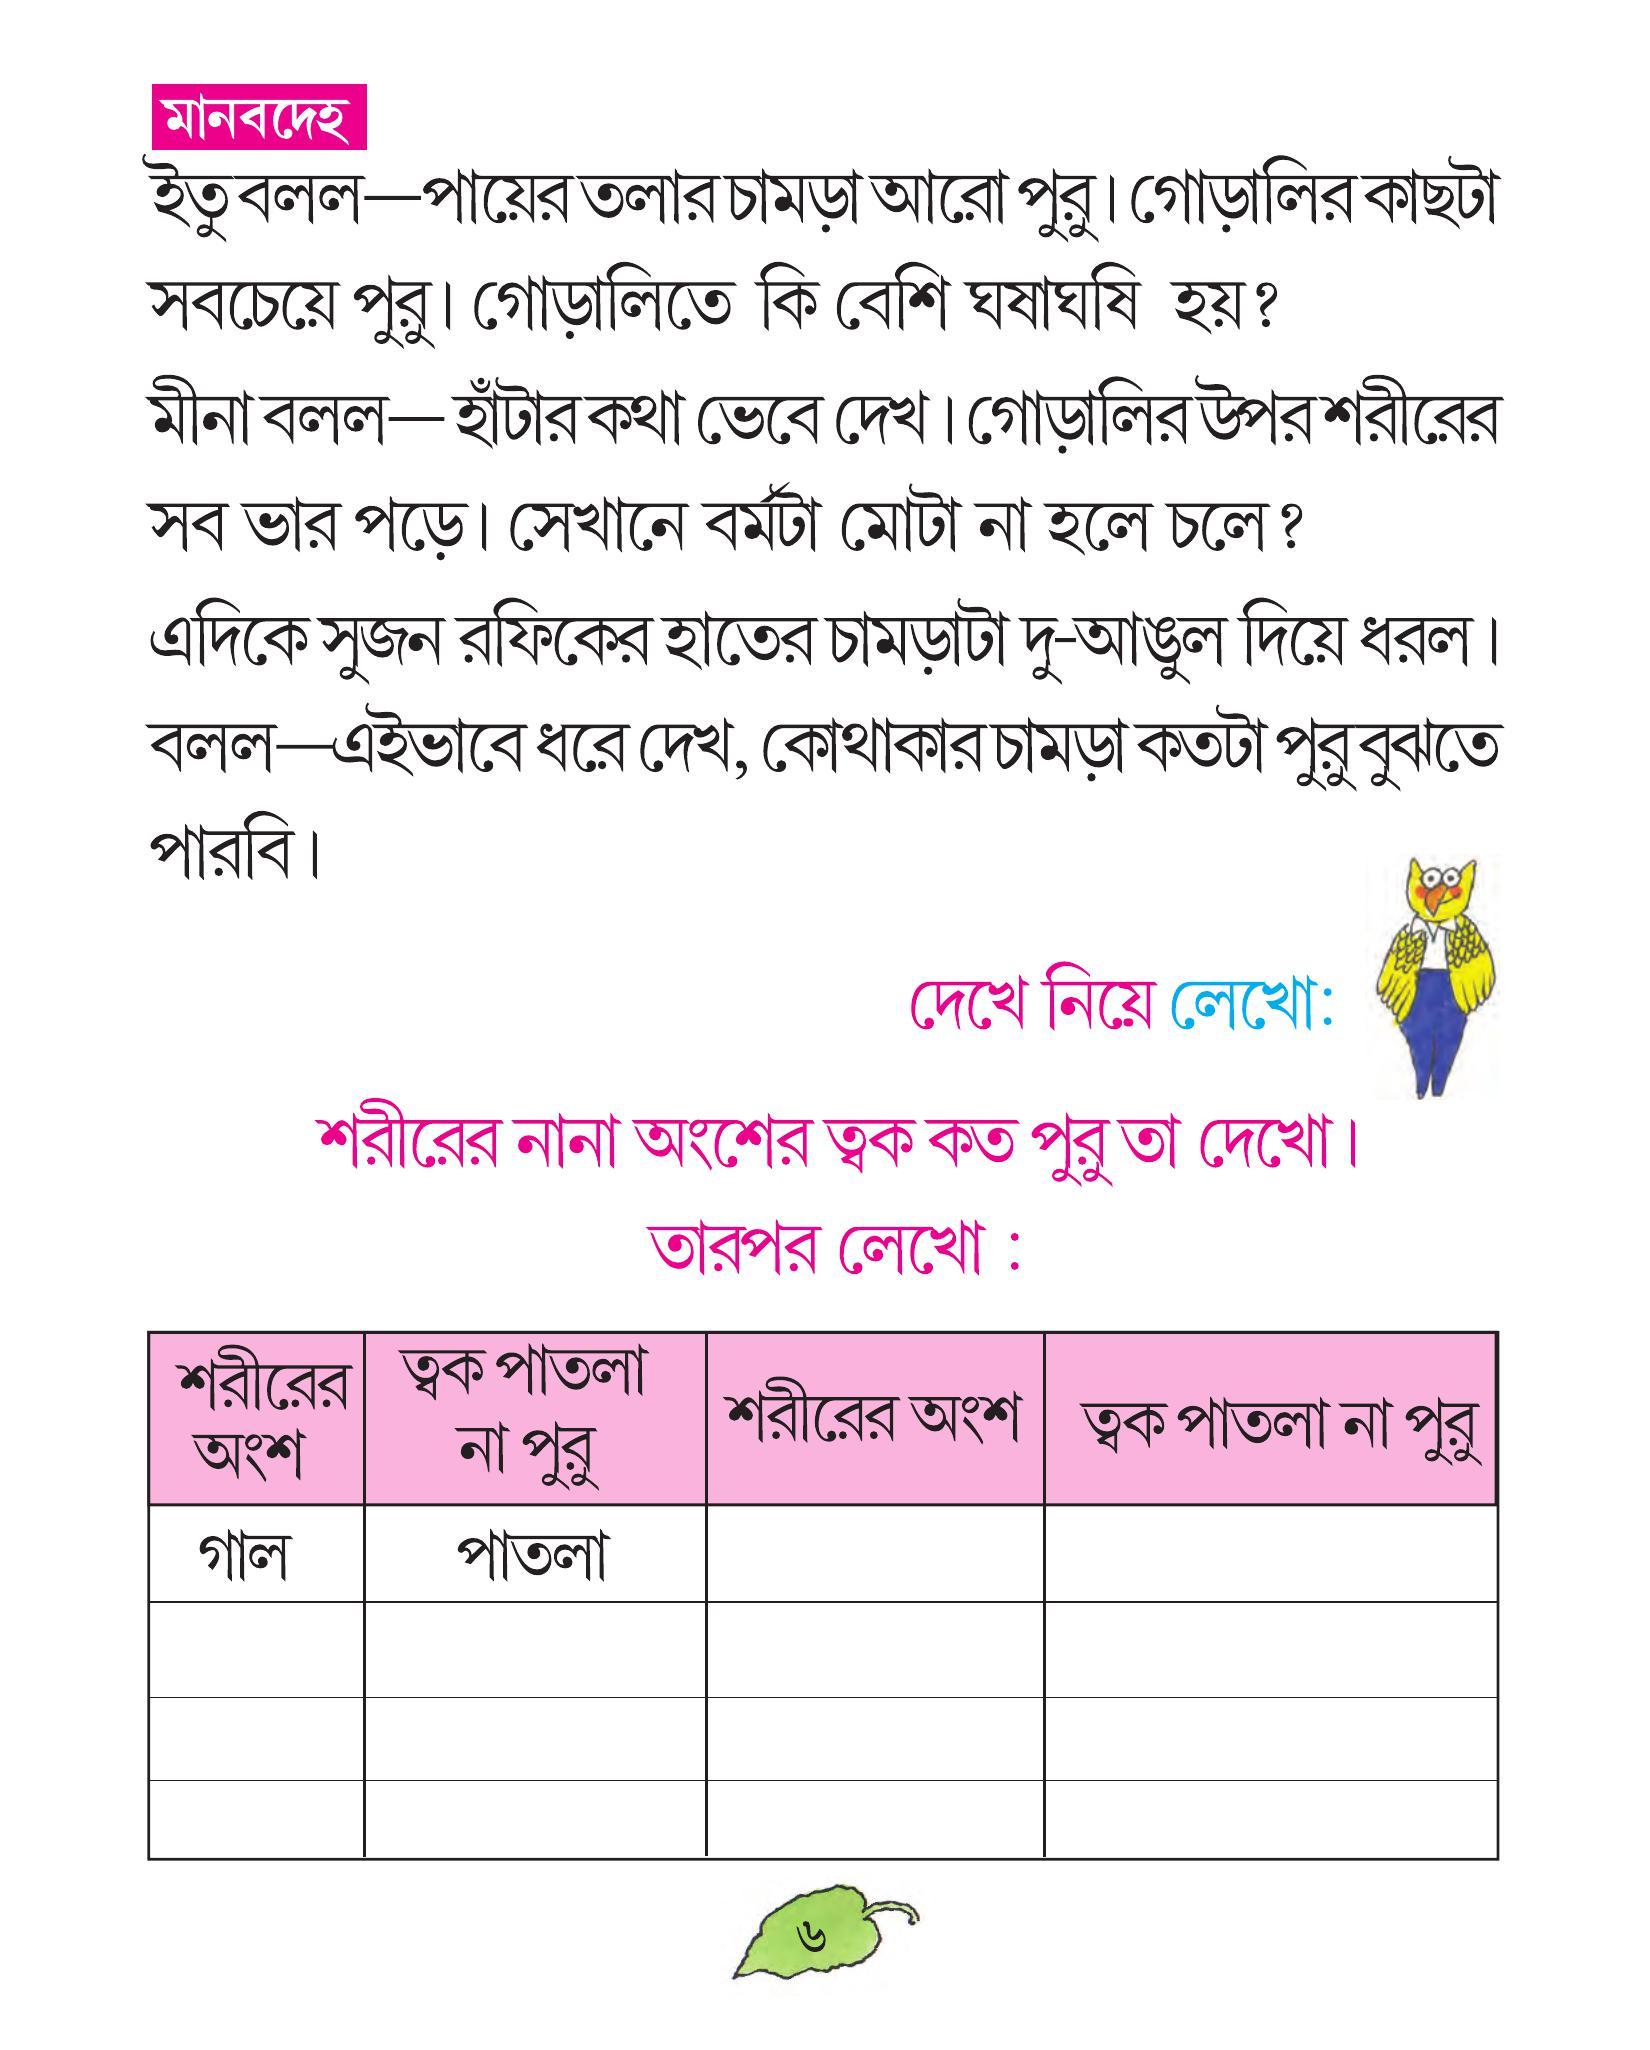 মানবদেহ
ইতু বলল—পায়ের তলার চামড়া আরো পুরু। গোড়ালির কাছটা
সবচেয়ে পুরু। গোড়ালিতে কি বেশি ঘষাঘষি হয়?
মীনা বলল— হাঁটার কথা ভেবে দেখ। গোড়ালির উপর শরীরের
সব ভার পড়ে। সেখানে বর্মটা মোটা না হলে চলে?
এদিকে সুজন রফিকের হাতের চামড়াটা দু-আঙুল দিয়ে ধরল।
বলল—এইভাবে ধরে দেখ, কোথাকার চামড়া কতটা পুরু বুঝতে
পারবি।
দেখে নিয়ে লেখো:
শরীরের নানা অংশের ত্বক কত পুরু তা দেখো।
তারপর লেখো :
শরীরের অংশ | ত্বক পাতলা না পুরু | শরীরের অংশ | ত্বক পাতলা না পুরু
গাল | পাতলা
৬